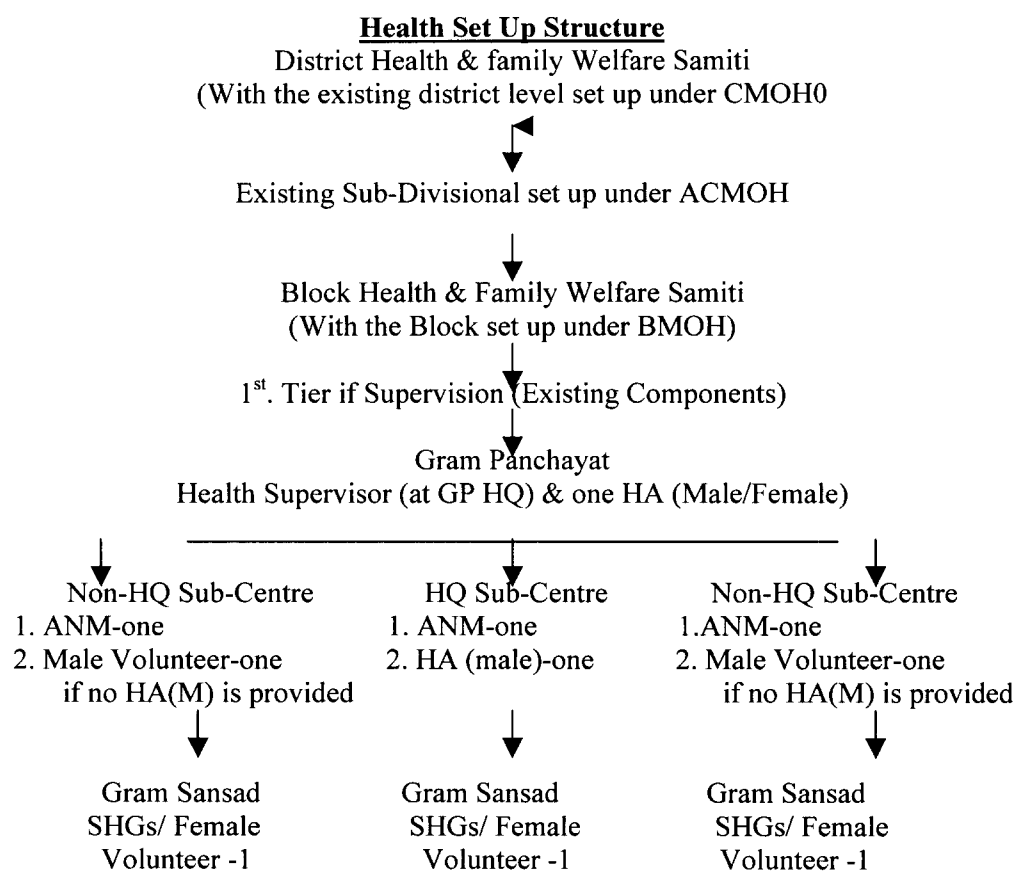 Health Set Up Structure
District Health & family Welfare Samiti
(With the existing district level set up under CMOH0
Existing Sub-Divisional set up under ACMOH
Block Health & Family Welfare Samiti
(With the Block set up under BMOH)
1st. Tier if Supervision (Existing Components)
Gram Panchayat
Health Supervisor (at GP HQ) & one HA (Male/Female)
Non-HQ Sub-Centre
1. ANM-one
2. Male Volunteer-one
if no HA(M) is provided
Gram Sansad
SHGs/ Female
Volunteer -1
HQ Sub-Centre
1. ANM-one
2. HA (male)-one
Gram Sansad
SHGs/ Female
Volunteer -1
Non-HQ Sub-Centre
1.ANM-one
2. Male Volunteer-one
if no HA(M) is provided
Gram Sansad
SHGs/ Female
Volunteer -1